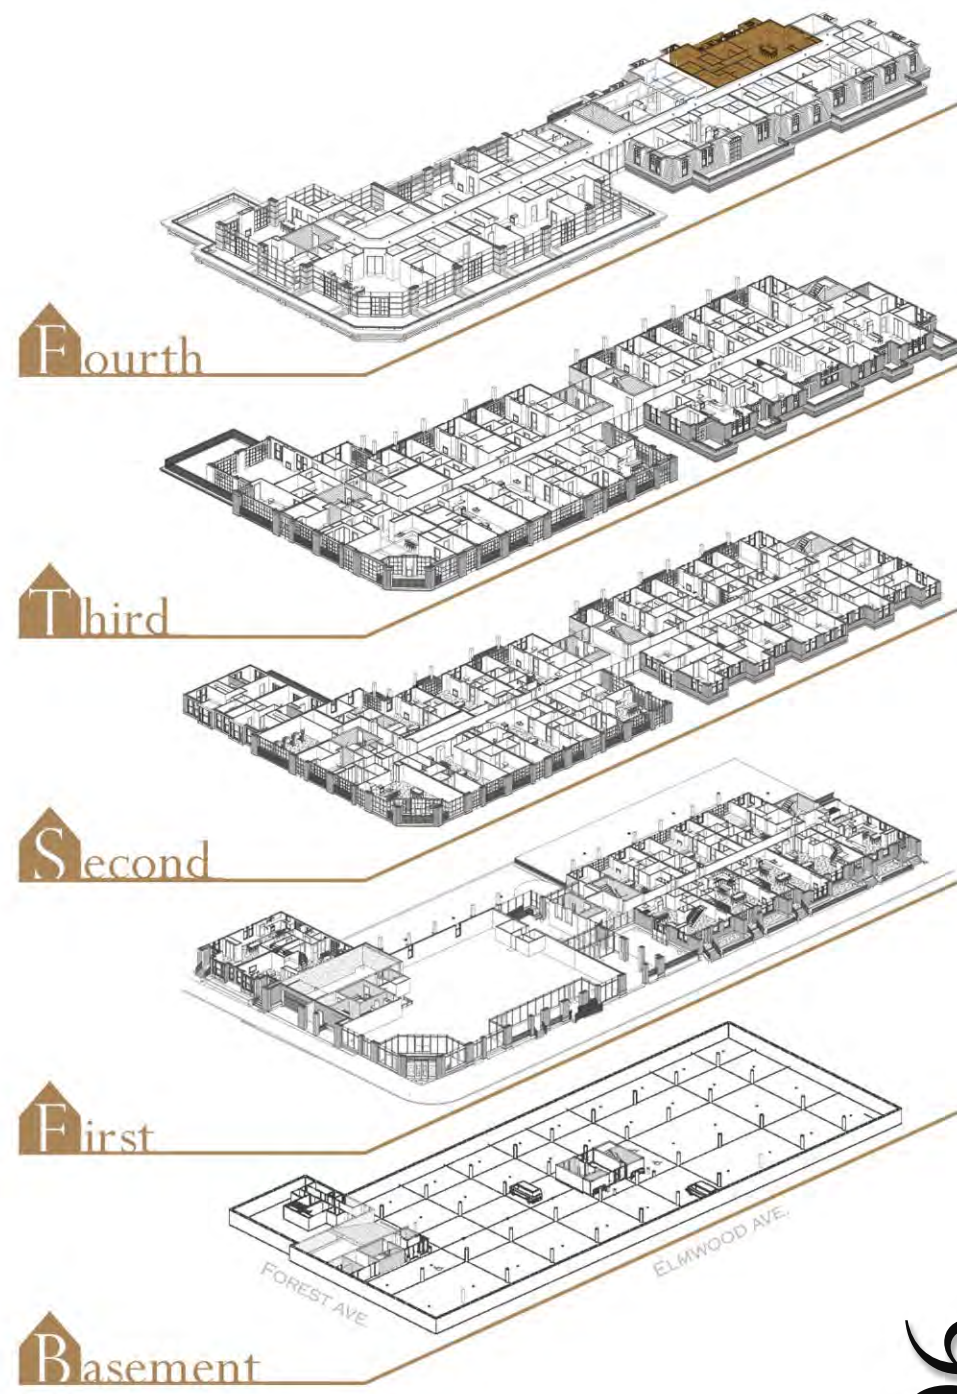 Fourth
Third
Second
First
FOREST AVE.
ELMWOOD AVE.
Basement